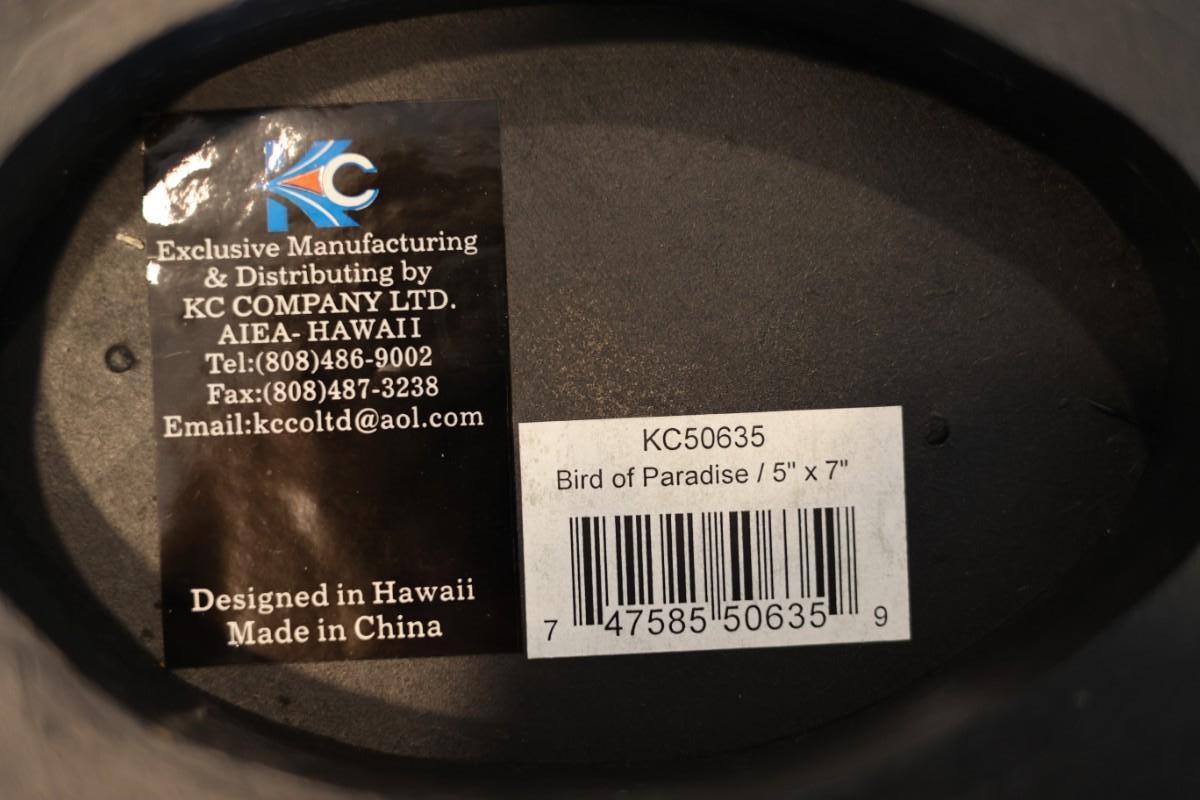 KC
Exclusive Manufacturing
& Distributing by
KC COMPANY LTD.
AIEA- HAWAII
Tel:(808)486-9002
Fax:(808)487-3238
Email:kccoltd@aol.com
Designed in Hawaii
Made in China
KC50635
Bird of Paradise / 5" x 7"
7 47585 50635 9